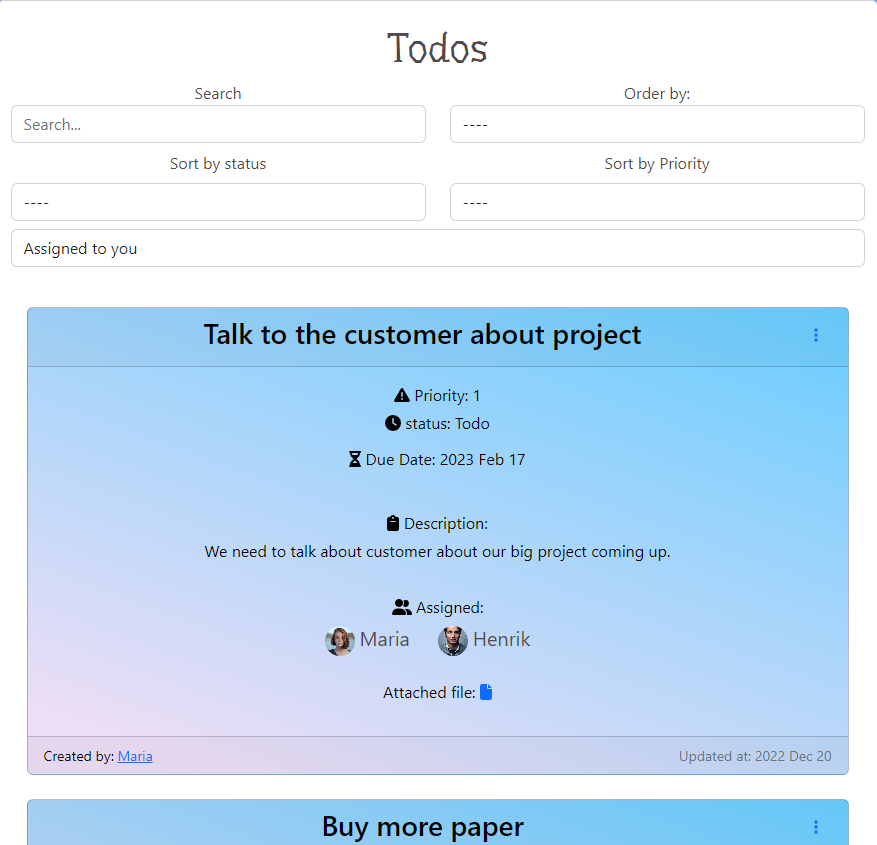 Todos
Search
Order by:
Search...
----
Sort by status
Sort by Priority
----
----
Assigned to you
Talk to the customer about project
Priority: 1
status: Todo
Due Date: 2023 Feb 17
Description:
We need to talk about customer about our big project coming up.
Assigned:
Maria Henrik
Attached file:
Created by: Maria
Updated at: 2022 Dec 20
Buy more paper